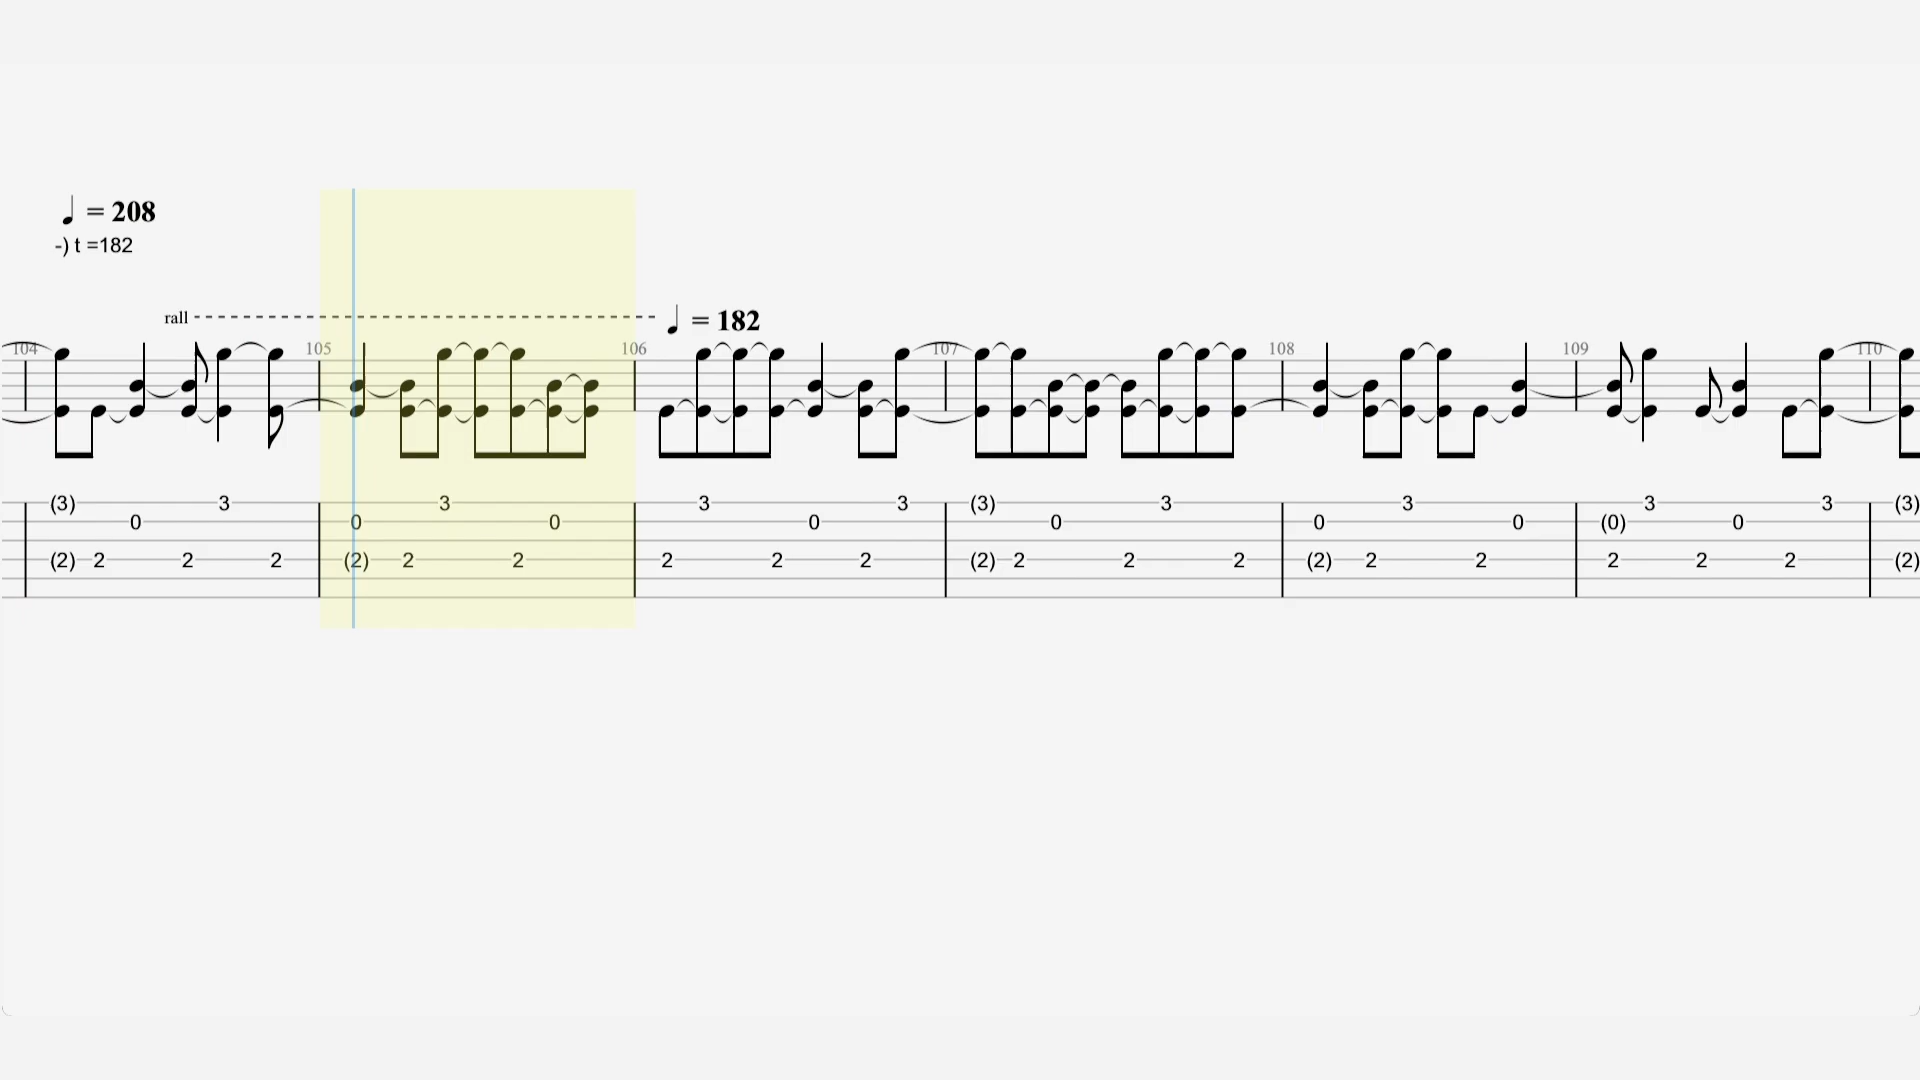 ♩ = 208
-) t =182
rall
♩ = 182
104 105 106 107 108 109 110
(3) 3 3 3 3 (3) 3 3 3 3 (3)
0 0 0 0 0 0 0 (0) 0
(2) 2 2 2 (2) 2 2 2 2 2 (2) 2 2 2 (2) 2 2 2 2 2 (2)